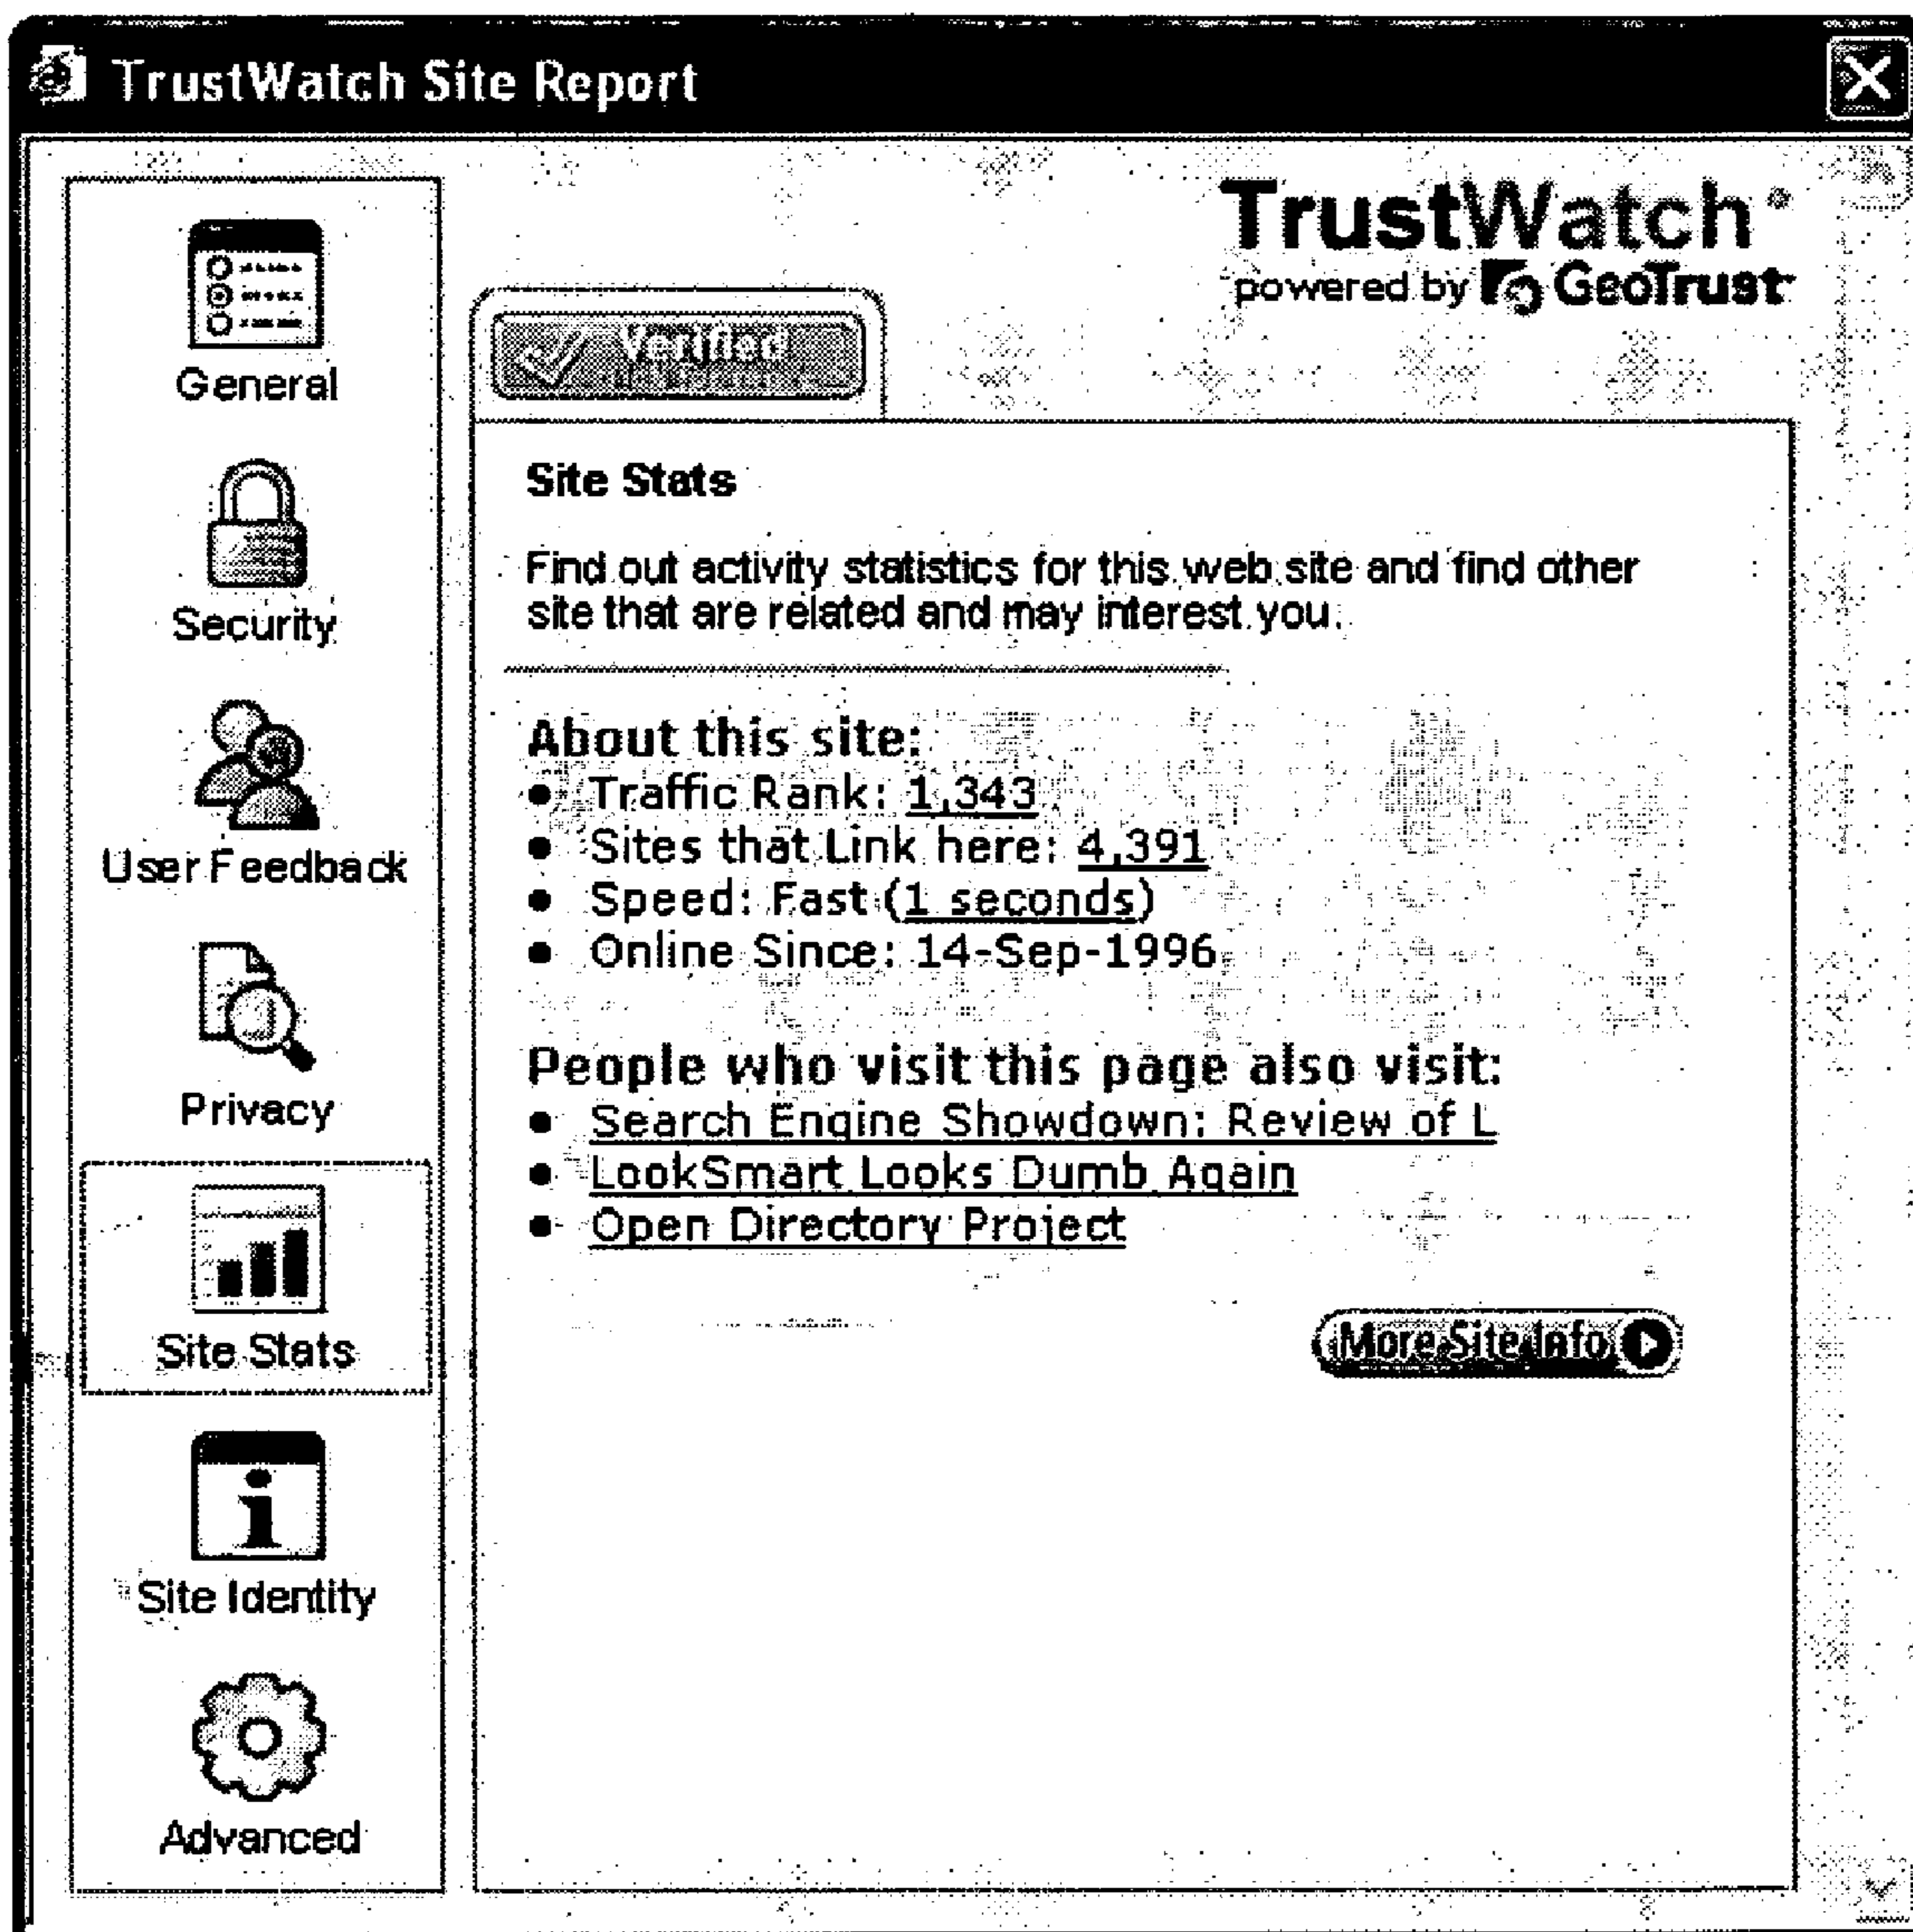 TrustWatch Site Report
TrustWatch
powered by GeoTrust
General
Security
User Feedback
Privacy
Site Stats
Site Identity
Advanced
Verified
Site Stats
Find out activity statistics for this web site and find other
site that are related and may interest you.
About this site:
• Traffic Rank: 1,343
• Sites that Link here: 4,391
• Speed: Fast (1 seconds)
• Online Since: 14-Sep-1996
People who visit this page also visit:
• Search Engine Showdown: Review of L
• LookSmart Looks Dumb Again
• Open Directory Project
More Site Info